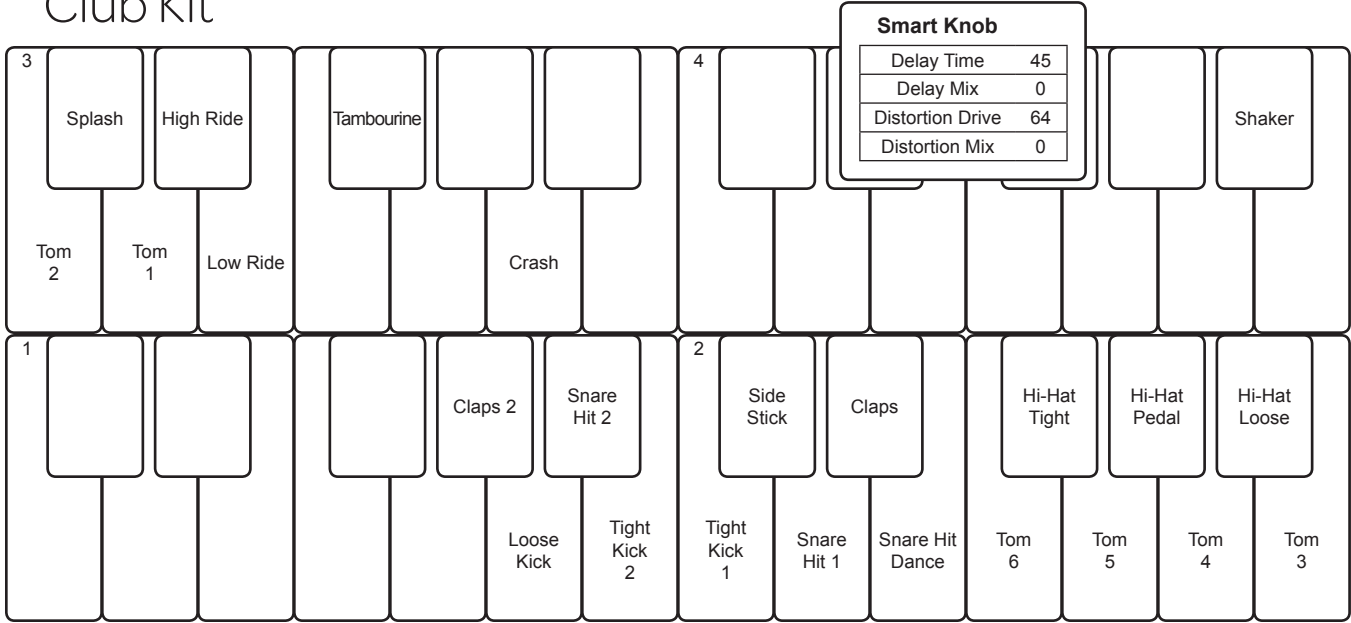 Club Kit
Smart Knob
Delay Time 45
Delay Mix 0
Distortion Drive 64
Distortion Mix 0
3
4
Splash
High Ride
Tambourine
Shaker
Tom
2
Tom
1
Low Ride
Crash
1
2
Claps 2
Snare
Hit 2
Side
Stick
Claps
Hi-Hat
Tight
Hi-Hat
Pedal
Hi-Hat
Loose
Loose
Kick
Tight
Kick
2
Tight
Kick
1
Snare
Hit 1
Snare Hit
Dance
Tom
6
Tom
5
Tom
4
Tom
3